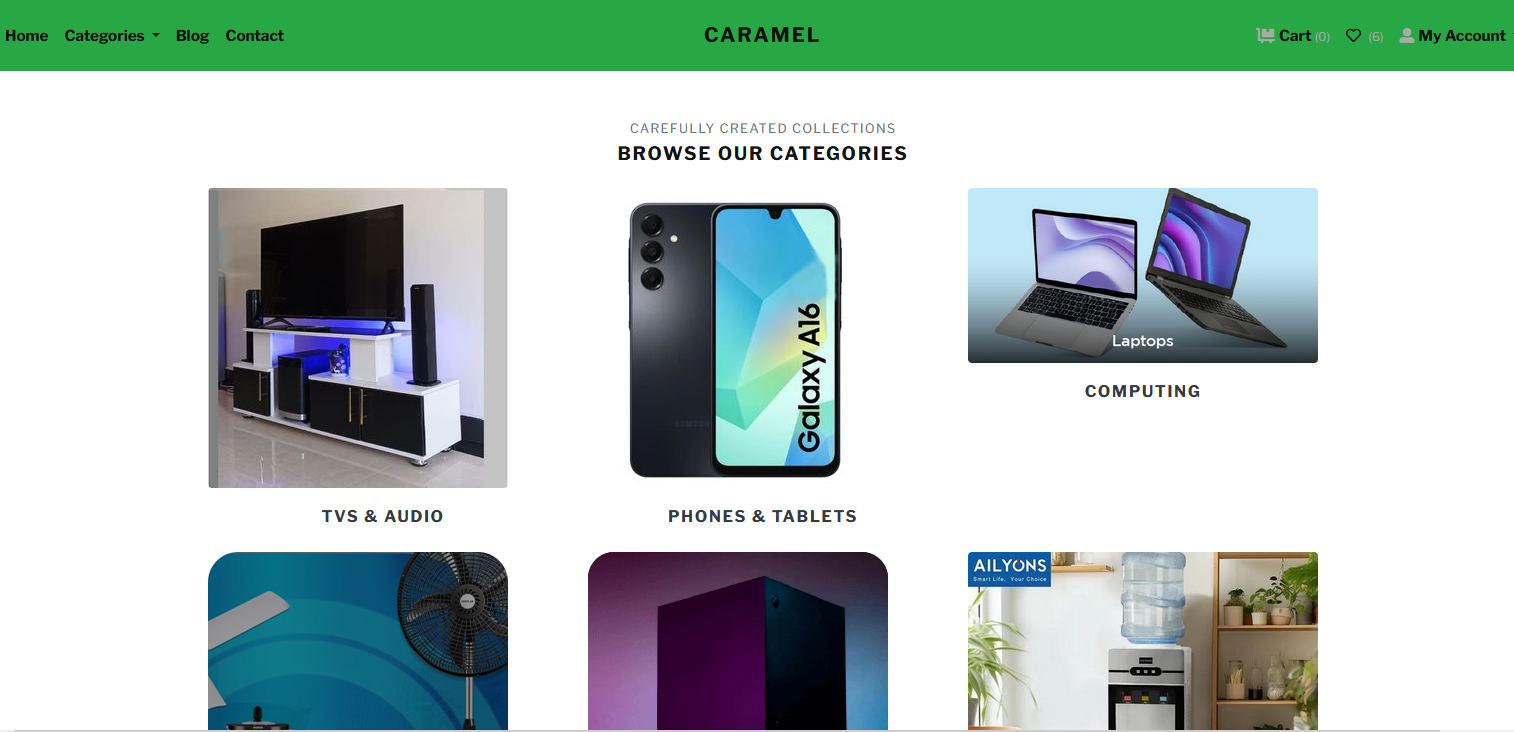 Home Categories Blog Contact CARAMEL Cart (0) (6) My Account
CAREFULLY CREATED COLLECTIONS
BROWSE OUR CATEGORIES
Galaxy A16
SAMSUNG
Laptops
COMPUTING
TVS & AUDIO PHONES & TABLETS
AILYONS
Smart Life, Your Choice